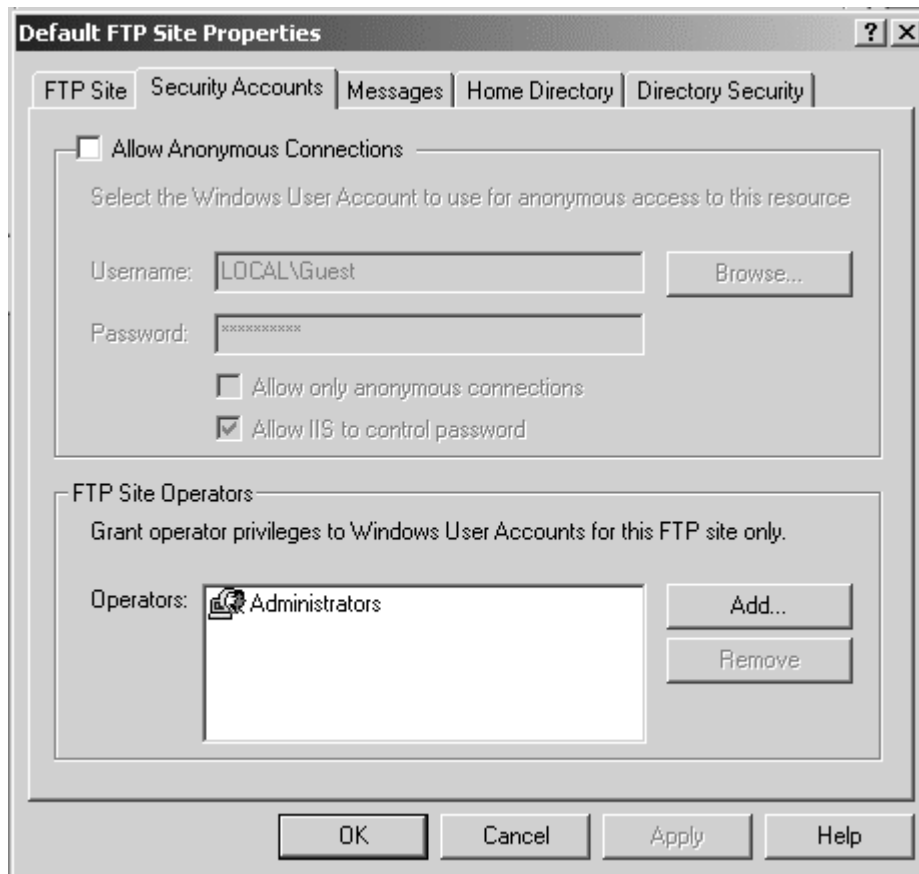 Default FTP Site Properties
FTP Site Security Accounts Messages Home Directory Directory Security
Allow Anonymous Connections
Select the Windows User Account to use for anonymous access to this resource
Username: LOCAL\Guest Browse...
Password: **********
Allow only anonymous connections
Allow IIS to control password
FTP Site Operators
Grant operator privileges to Windows User Accounts for this FTP site only.
Operators: Administrators Add...
Remove
OK Cancel Apply Help